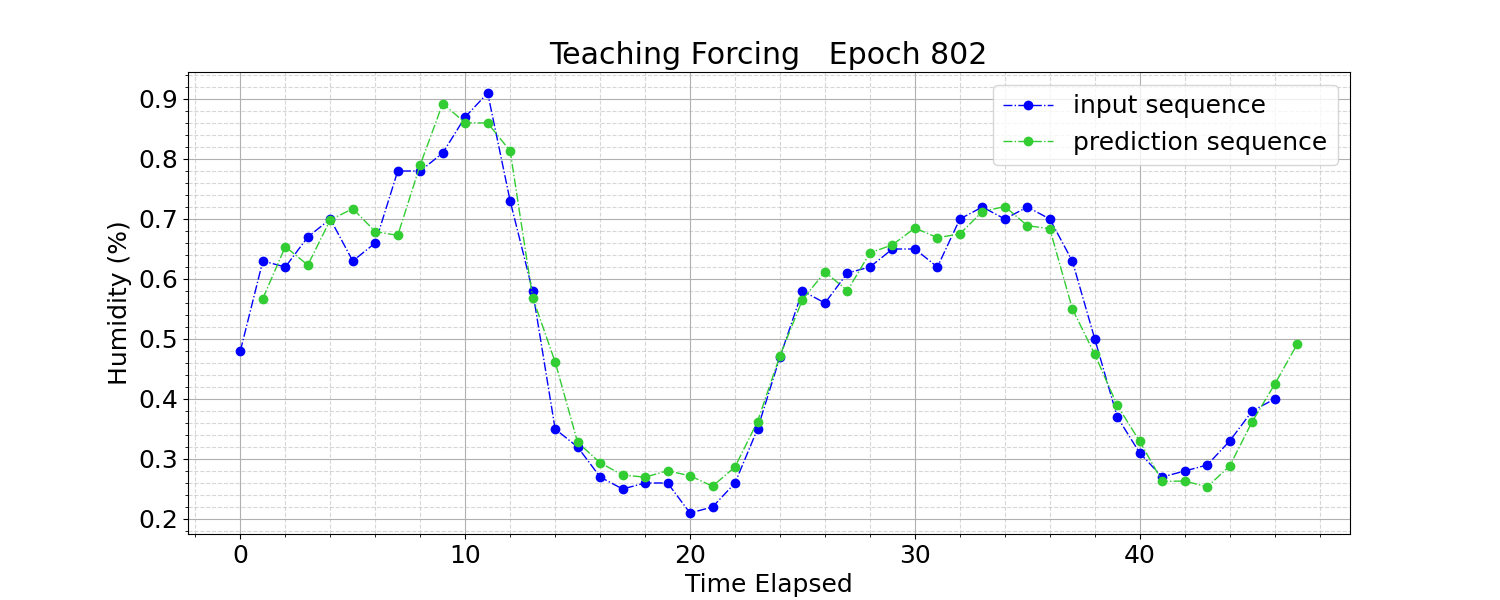 Teaching Forcing   Epoch 802
input sequence
prediction sequence
Humidity (%)
0.9
0.8
0.7
0.6
0.5
0.4
0.3
0.2
0 10 20 30 40
Time Elapsed